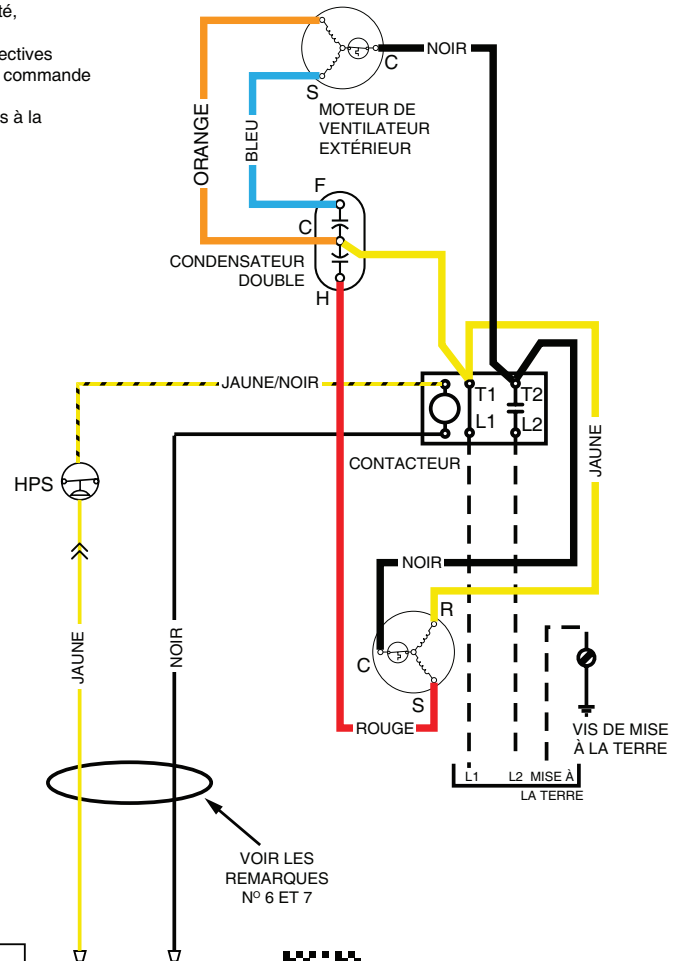 té,
ectives
commande
s à la
NOIR
C
S
MOTEUR DE
VENTILATEUR
EXTÉRIEUR
ORANGE
BLEU
F
C
CONDENSATEUR
DOUBLE
H
JAUNE/NOIR
T1
T2
L1
L2
CONTACTEUR
JAUNE
HPS
NOIR
R
C
S
ROUGE
JAUNE
NOIR
VIS DE MISE
À LA TERRE
L1 L2 MISE À
LA TERRE
VOIR LES
REMARQUES
Nº 6 ET 7